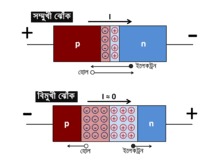 সম্মুখী ঝোঁক
I
+ p n −
ইলেকট্রন
হোল
বিমুখী ঝোঁক
I = 0
− p n +
হোল ইলেকট্রন